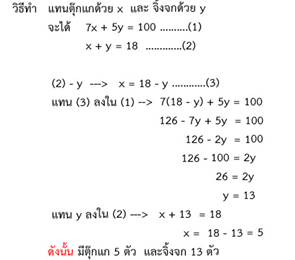 วิธีทำ แทนตุ๊กแกด้วย x และ จิ้งจกด้วย y
จะได้ 7x + 5y = 100 ..........(1)
x + y = 18 .............(2)
(2) - y ---> x = 18 - y ............(3)
แทน (3) ลงใน (1) --> 7(18 - y) + 5y = 100
126 - 7y + 5y = 100
126 - 2y = 100
126 - 100 = 2y
26 = 2y
y = 13
แทน y ลงใน (2) ---> x + 13 = 18
x = 18 - 13 = 5
ดังนั้น มีตุ๊กแก 5 ตัว และจิ้งจก 13 ตัว